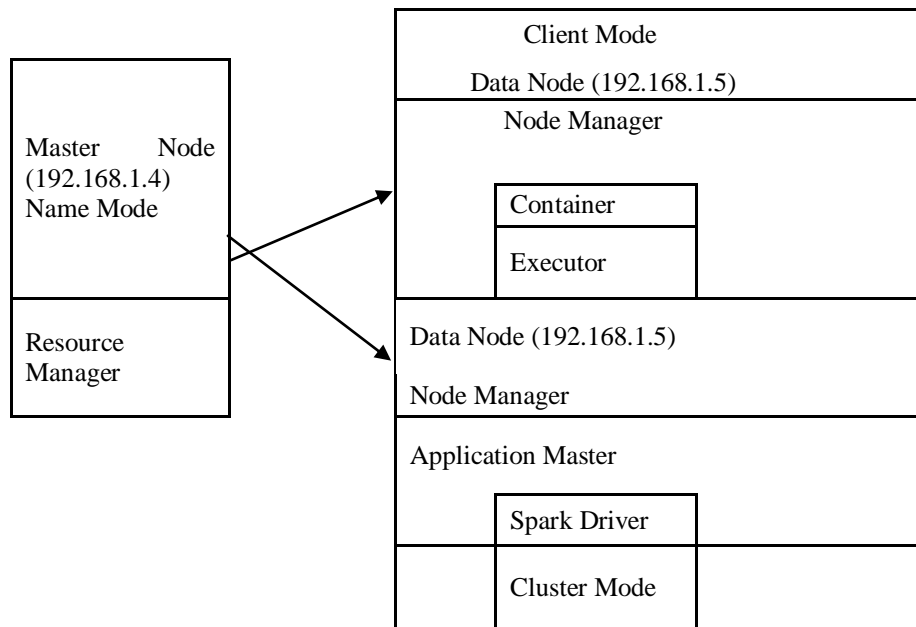 Master Node
(192.168.1.4)
Name Mode
Resource
Manager
Client Mode
Data Node (192.168.1.5)
Node Manager
Container
Executor
Data Node (192.168.1.5)
Node Manager
Application Master
Spark Driver
Cluster Mode